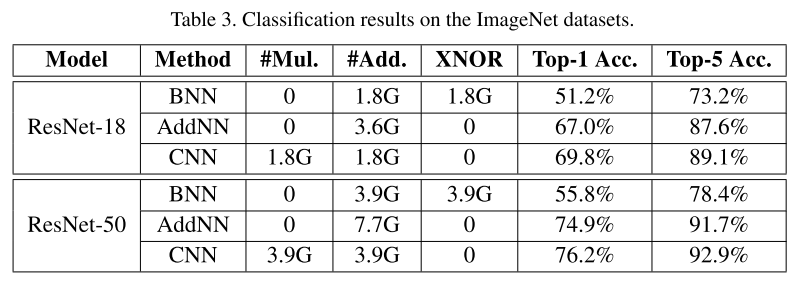 Table 3. Classification results on the ImageNet datasets.
Model Method #Mul. #Add. XNOR Top-1 Acc. Top-5 Acc.
BNN 0 1.8G 1.8G 51.2% 73.2%
ResNet-18 AddNN 0 3.6G 0 67.0% 87.6%
CNN 1.8G 1.8G 0 69.8% 89.1%
BNN 0 3.9G 3.9G 55.8% 78.4%
ResNet-50 AddNN 0 7.7G 0 74.9% 91.7%
CNN 3.9G 3.9G 0 76.2% 92.9%